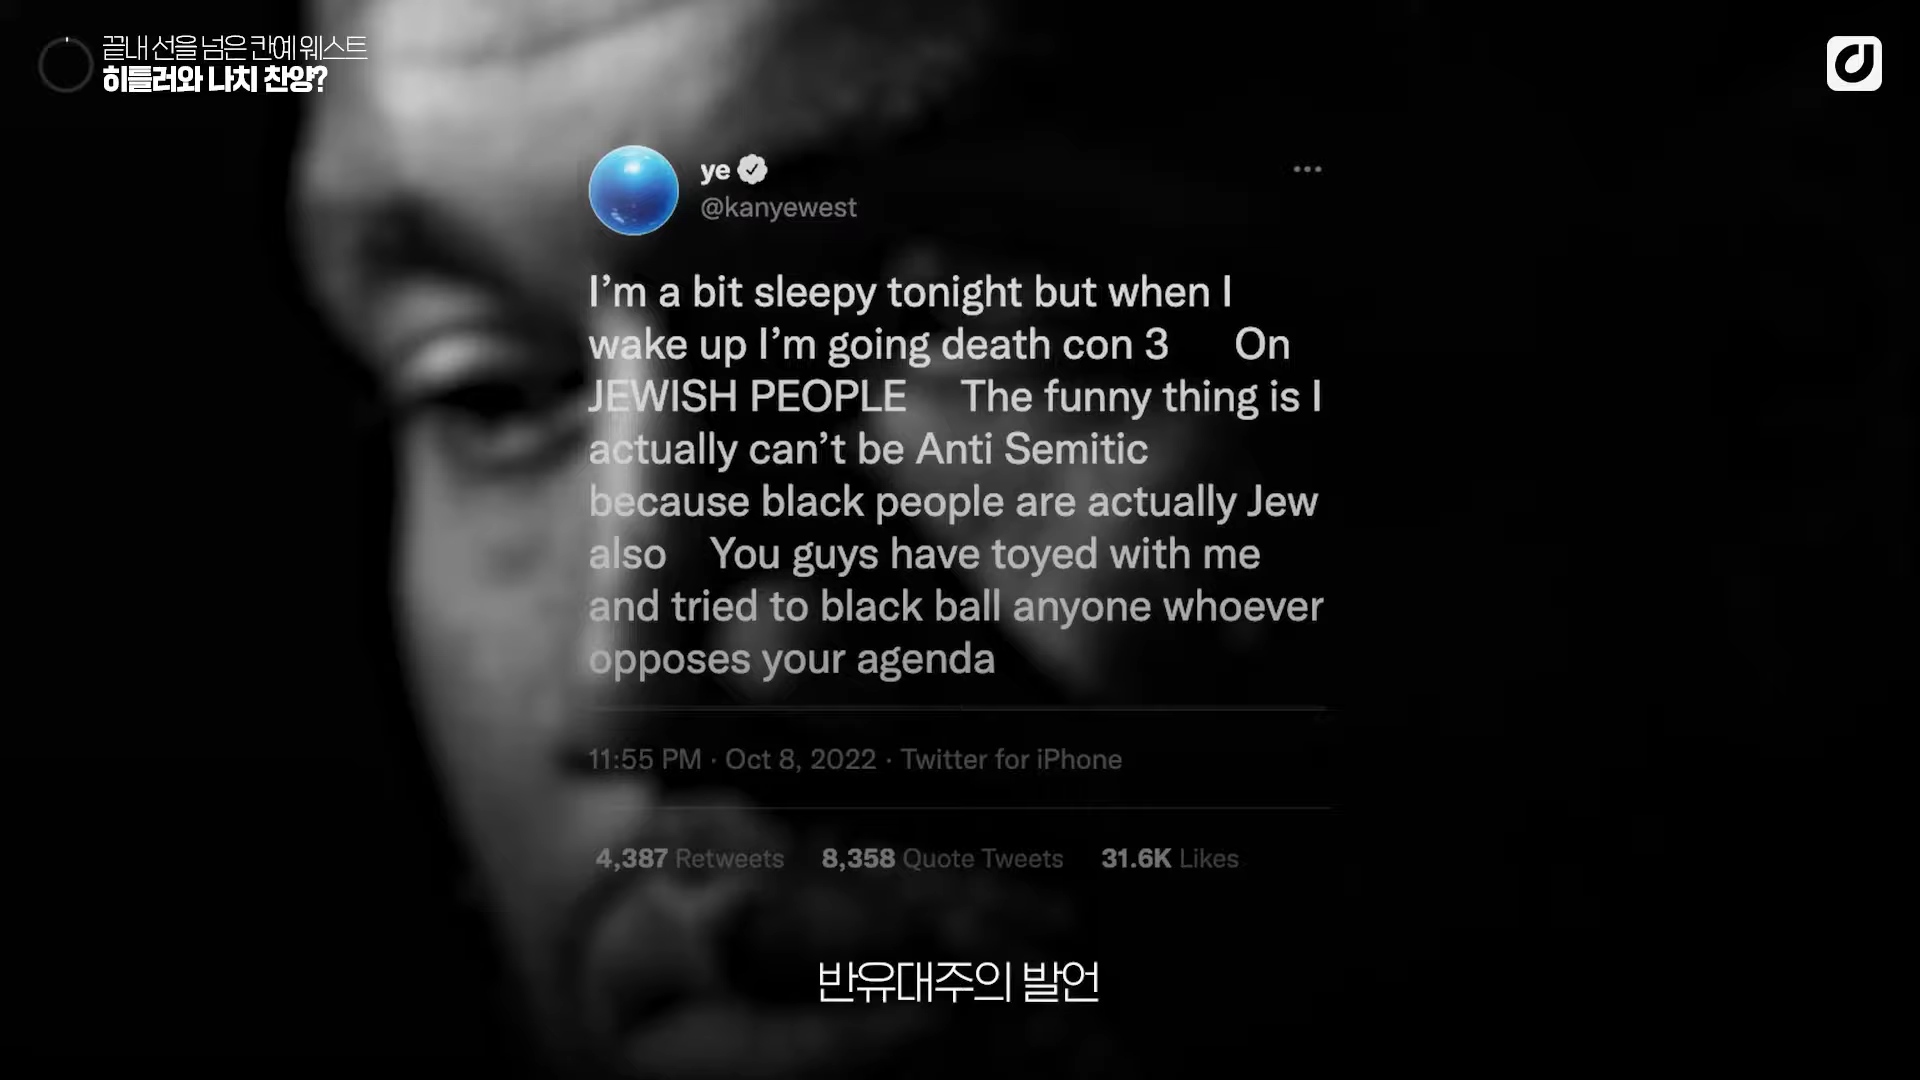 끝내 선을 넘은 칸예 웨스트
히틀러와 나치 찬양?
ye
@kanyewest
I’m a bit sleepy tonight but when I
wake up I’m going death con 3 On
JEWISH PEOPLE The funny thing is I
actually can’t be Anti Semitic
because black people are actually Jew
also You guys have toyed with me
and tried to black ball anyone whoever
opposes your agenda
11:55 PM · Oct 8, 2022 · Twitter for iPhone
4,387 Retweets 8,358 Quote Tweets 31.6K Likes
반유대주의 발언